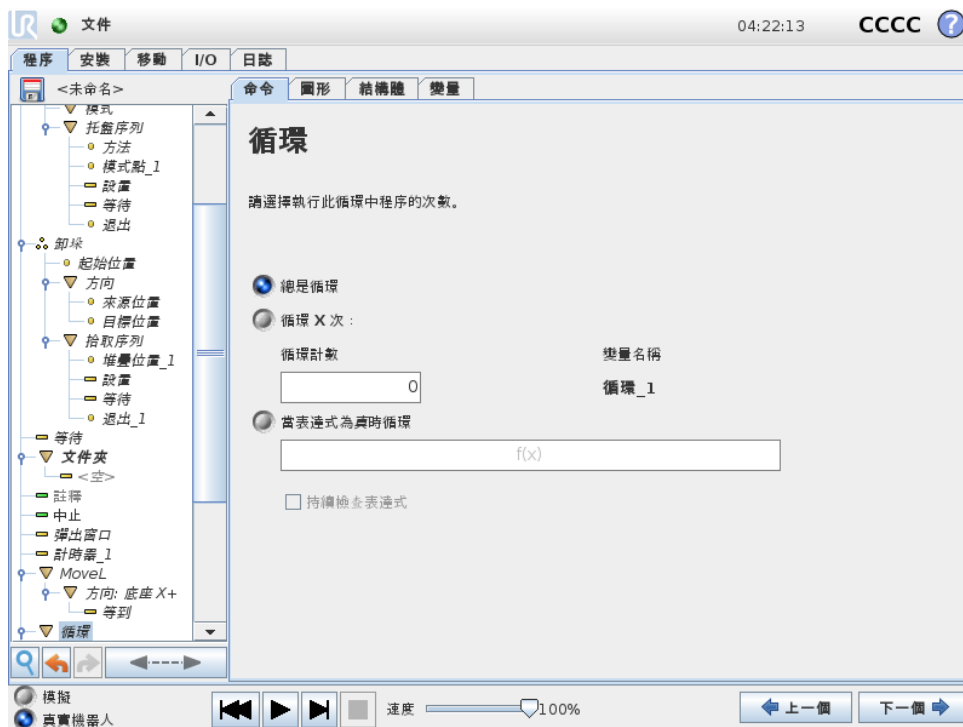 UR 文件 04:22:13 CCCC ?
程序 安裝 移動 I/O 日誌
<未命名> 命令 圖形 結構體 變量
模式
托盤序列
方法
模式點_1
設置
等待
退出
卸垛
起始位置
方向
來源位置
目標位置
拾取序列
堆疊位置_1
設置
等待
退出_1
等待
文件夾
<空>
註釋
中止
彈出窗口
計時器_1
MoveL
方向: 底座 X+
等到
循環
循環
請選擇執行此循環中程序的次數。
總是循環
循環 X 次：
循環計數 變量名稱
0 循環_1
當表達式為真時循環
f(x)
持續檢查表達式
模擬
真實機器人
速度 100% 上一個 下一個